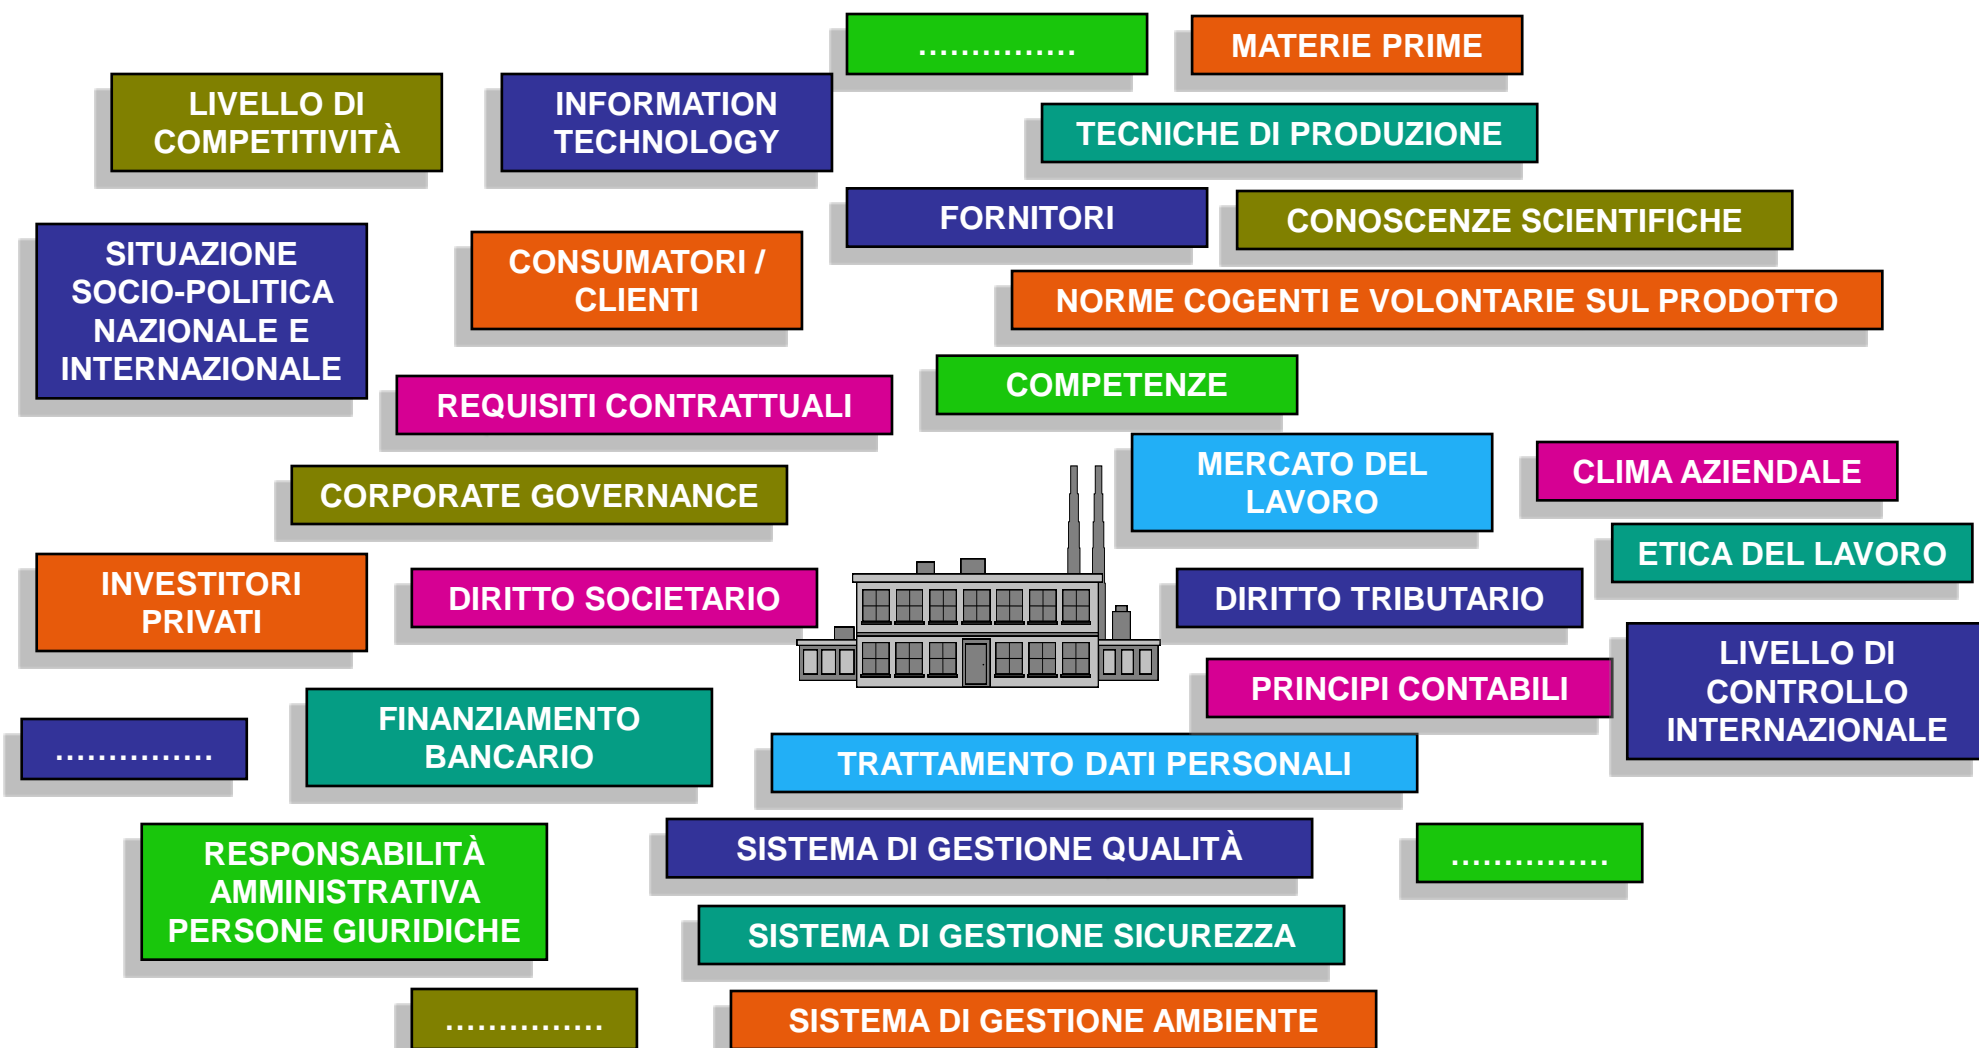 ……………
MATERIE PRIME
LIVELLO DI
COMPETITIVITÀ
INFORMATION
TECHNOLOGY
TECNICHE DI PRODUZIONE
FORNITORI
CONOSCENZE SCIENTIFICHE
SITUAZIONE
SOCIO-POLITICA
NAZIONALE E
INTERNAZIONALE
CONSUMATORI /
CLIENTI
NORME COGENTI E VOLONTARIE SUL PRODOTTO
COMPETENZE
REQUISITI CONTRATTUALI
MERCATO DEL
LAVORO
CLIMA AZIENDALE
CORPORATE GOVERNANCE
ETICA DEL LAVORO
INVESTITORI
PRIVATI
DIRITTO SOCIETARIO
DIRITTO TRIBUTARIO
LIVELLO DI
CONTROLLO
INTERNAZIONALE
PRINCIPI CONTABILI
FINANZIAMENTO
BANCARIO
……………
TRATTAMENTO DATI PERSONALI
RESPONSABILITÀ
AMMINISTRATIVA
PERSONE GIURIDICHE
SISTEMA DI GESTIONE QUALITÀ
……………
SISTEMA DI GESTIONE SICUREZZA
……………
SISTEMA DI GESTIONE AMBIENTE